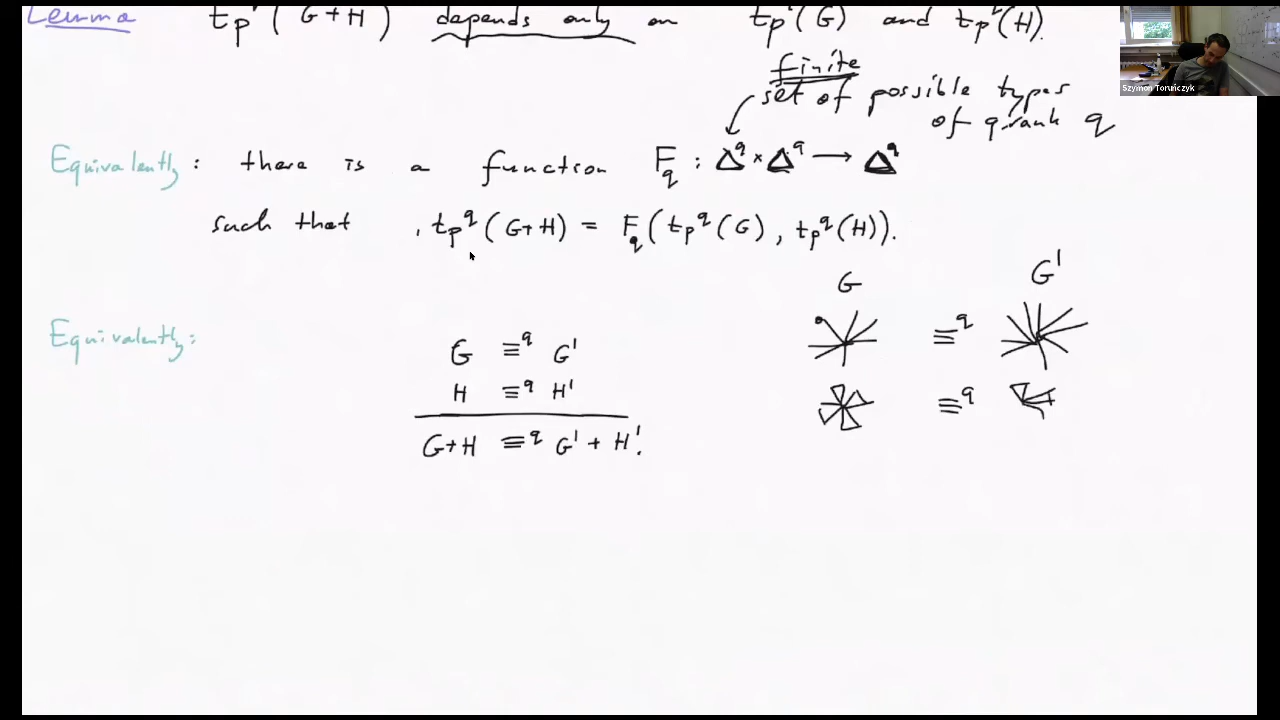 Lemma tp^q(G+H) depends only on tp^q(G) and tp^q(H).
finite
set of possible types
of q.rank q
Equivalently: there is a function F_q : Δ^q × Δ^q → Δ^q
such that tp^q(G+H) = F_q(tp^q(G), tp^q(H)).
G G'
Equivalently:
G ≡^q G'
≡^q
H ≡^q H'
≡^q
G+H ≡^q G'+H'.
Szymon Toruńczyk